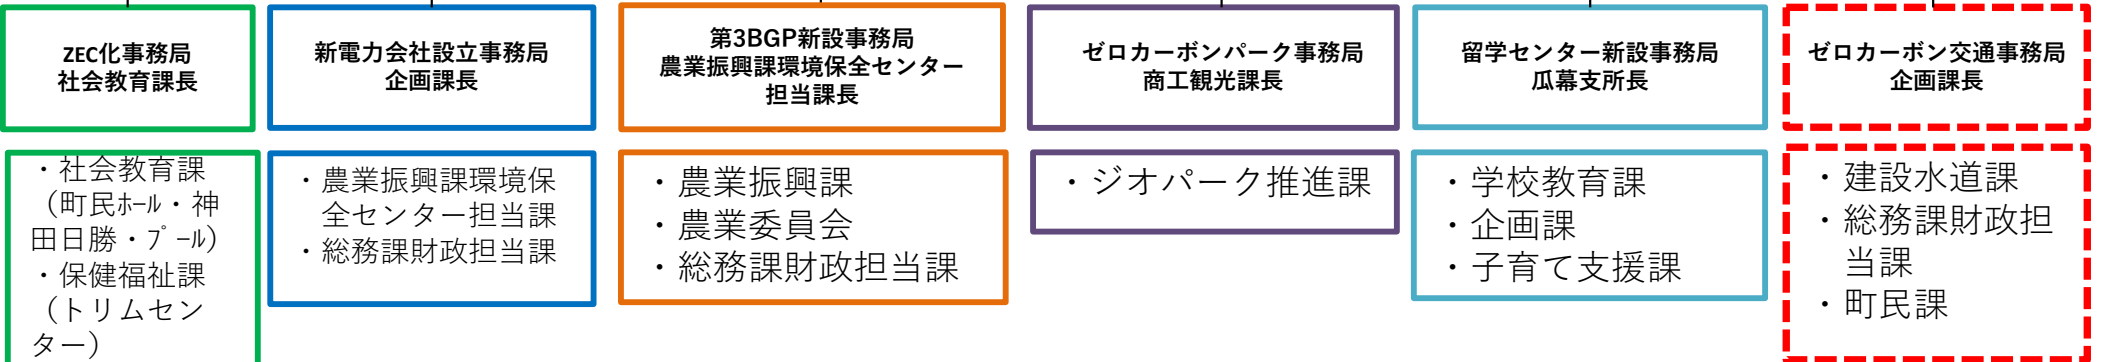 ZEC化事務局
社会教育課長
新電力会社設立事務局
企画課長
第3BGP新設事務局
農業振興課環境保全センター
担当課長
ゼロカーボンパーク事務局
商工観光課長
留学センター新設事務局
瓜幕支所長
ゼロカーボン交通事務局
企画課長
・社会教育課
（町民ﾎｰﾙ・神
田日勝・ﾌﾟｰﾙ）
・保健福祉課
（トリムセン
ター）
・農業振興課環境保
全センター担当課
・総務課財政担当課
・農業振興課
・農業委員会
・総務課財政担当課
・ジオパーク推進課
・学校教育課
・企画課
・子育て支援課
・建設水道課
・総務課財政担
当課
・町民課